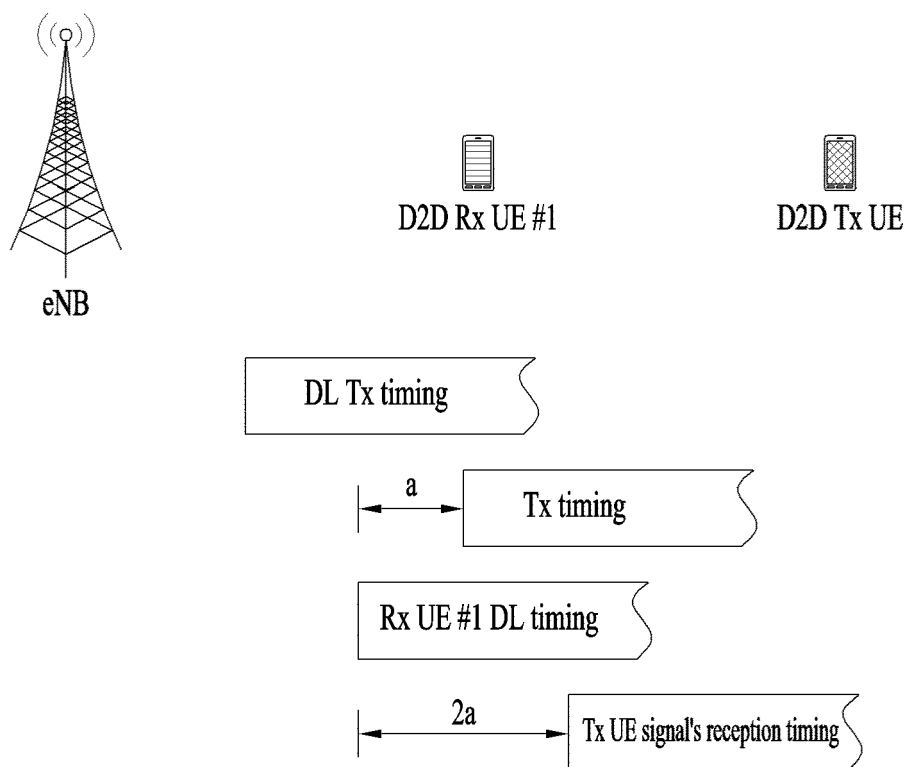 D2D Rx UE #1
D2D Tx UE
eNB
DL Tx timing
a
Tx timing
Rx UE #1 DL timing
2a
Tx UE signal's reception timing